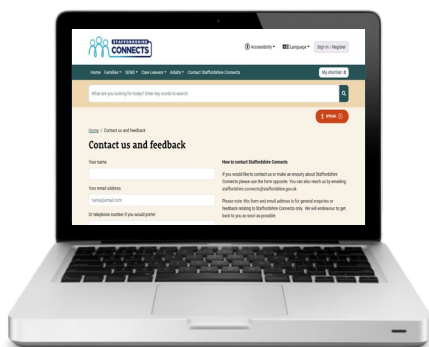 STAFFORDSHIRE
CONNECTS
Accessibility Language Sign In / Register
Home Families SEND Care Leavers Adults Contact Staffordshire Connects My shortlist 0
What are you looking for today? Enter key words to search
SPEAK
Home / Contact us and feedback
Contact us and feedback
Your name
How to contact Staffordshire Connects
If you would like to contact us or make an enquiry about Staffordshire
Connects please use the form opposite. You can also reach us by emailing
staffordshire.connects@staffordshire.gov.uk
Your email address
name@email.com
Please note: this form and email address is for general enquiries or
feedback relating to Staffordshire Connects only. We will endeavour to get
back to you as soon as possible.
Or telephone number if you would prefer